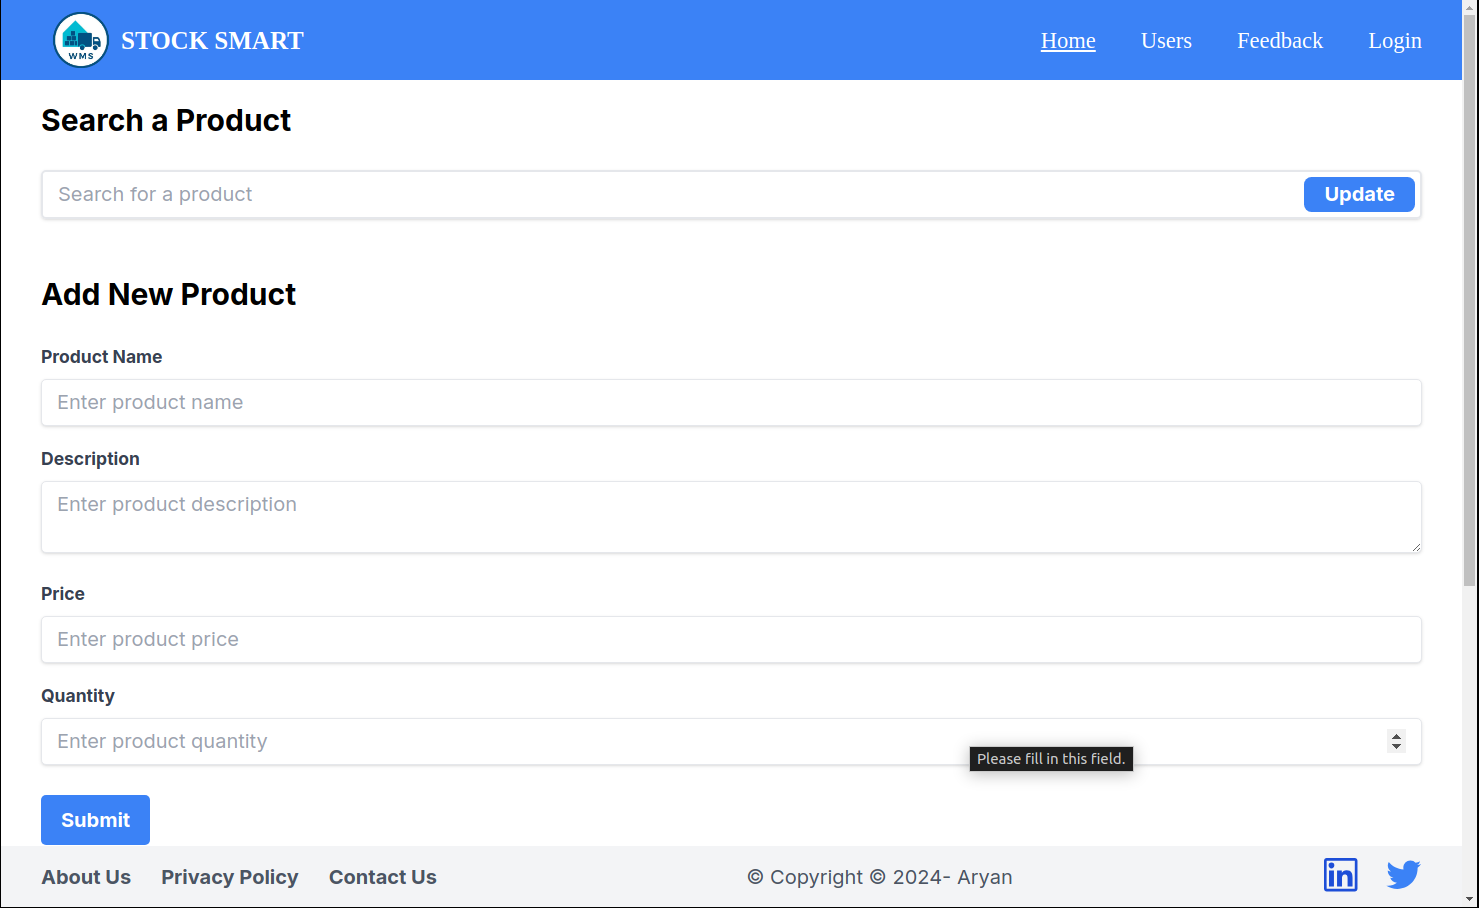 WMS
STOCK SMART
Home Users Feedback Login
Search a Product
Search for a product
Update
Add New Product
Product Name
Enter product name
Description
Enter product description
Price
Enter product price
Quantity
Enter product quantity
Please fill in this field.
Submit
About Us Privacy Policy Contact Us
© Copyright © 2024- Aryan
in